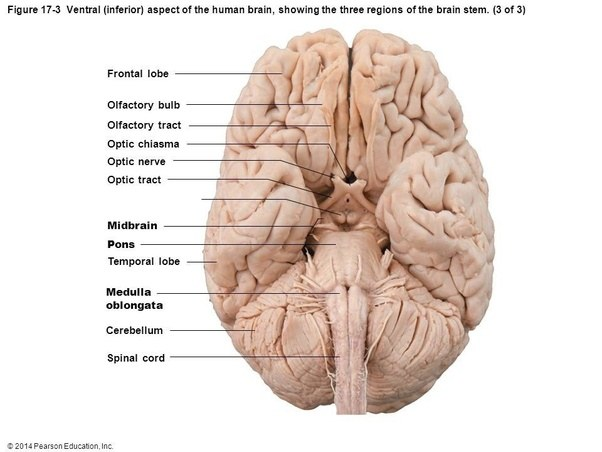 Figure 17-3 Ventral (inferior) aspect of the human brain, showing the three regions of the brain stem. (3 of 3)
Frontal lobe
Olfactory bulb
Olfactory tract
Optic chiasma
Optic nerve
Optic tract
Midbrain
Pons
Temporal lobe
Medulla
oblongata
Cerebellum
Spinal cord
© 2014 Pearson Education, Inc.